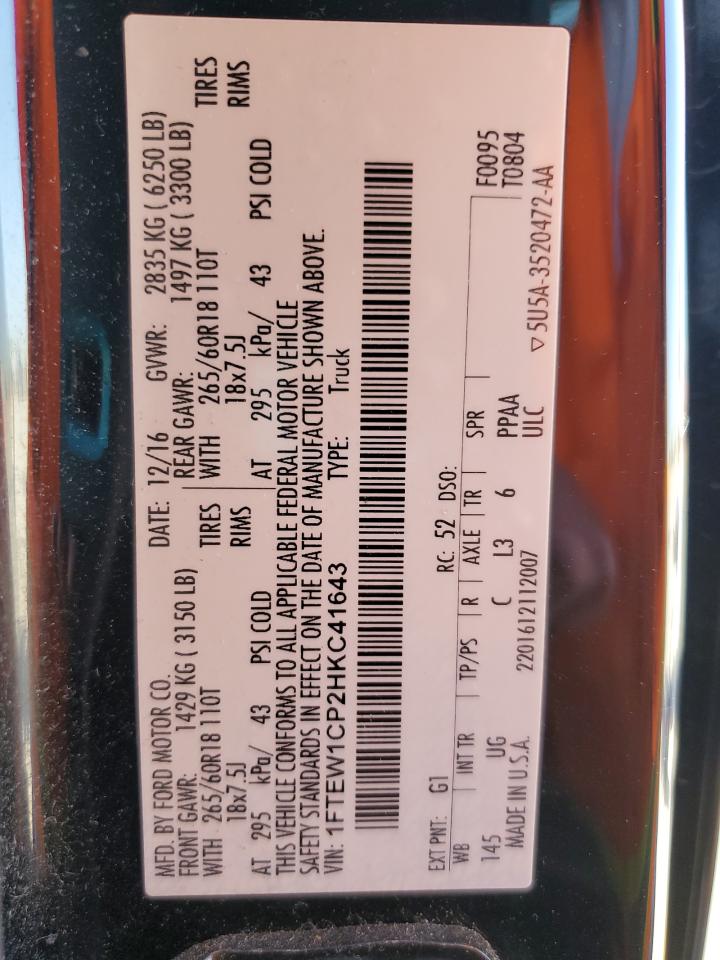 MFD. BY FORD MOTOR CO.
DATE: 12/16 GVWR: 2835 KG ( 6250 LB)
FRONT GAWR: 1429 KG ( 3150 LB)
REAR GAWR: 1497 KG ( 3300 LB)
WITH 265/60R18 110T TIRES
WITH 265/60R18 110T TIRES
18x7.5J RIMS
18x7.5J RIMS
AT 295 kPa/ 43 PSI COLD
AT 295 kPa/ 43 PSI COLD
THIS VEHICLE CONFORMS TO ALL APPLICABLE FEDERAL MOTOR VEHICLE
SAFETY STANDARDS IN EFFECT ON THE DATE OF MANUFACTURE SHOWN ABOVE.
VIN: 1FTEW1CP2HKC41643 TYPE: Truck
EXT PNT: G1 RC: 52 DSO: F0095
T0804
WB INT TR TP/PS R AXLE TR SPR
145 UG C L3 6 PPAA
ULC
MADE IN U.S.A. 2201612112007
▽5U5A-3520472-AA